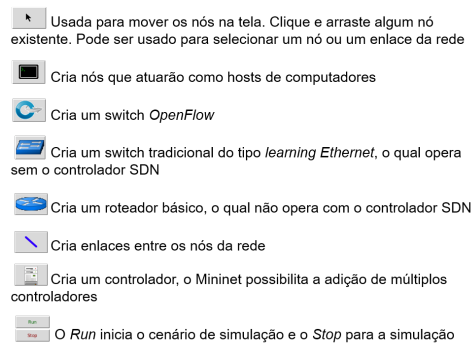 Usada para mover os nós na tela. Clique e arraste algum nó
existente. Pode ser usado para selecionar um nó ou um enlace da rede
Cria nós que atuarão como hosts de computadores
Cria um switch OpenFlow
Cria um switch tradicional do tipo learning Ethernet, o qual opera
sem o controlador SDN
Cria um roteador básico, o qual não opera com o controlador SDN
Cria enlaces entre os nós da rede
Cria um controlador, o Mininet possibilita a adição de múltiplos
controladores
Run
Stop
O Run inicia o cenário de simulação e o Stop para a simulação